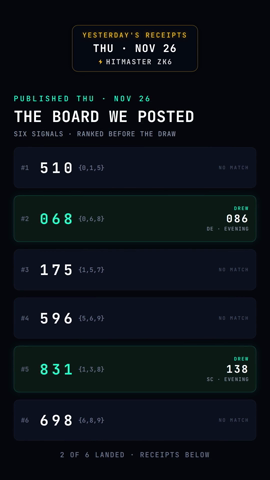 YESTERDAY'S RECEIPTS
THU · NOV 26
⚡HITMASTER ZK6
PUBLISHED THU · NOV 26
THE BOARD WE POSTED
SIX SIGNALS · RANKED BEFORE THE DRAW
#1 510 {0,1,5} NO MATCH
#2 068 {0,6,8} DREW 086 DE · EVENING
#3 175 {1,5,7} NO MATCH
#4 596 {5,6,9} NO MATCH
#5 831 {1,3,8} DREW 138 SC · EVENING
#6 698 {6,8,9} NO MATCH
2 OF 6 LANDED · RECEIPTS BELOW